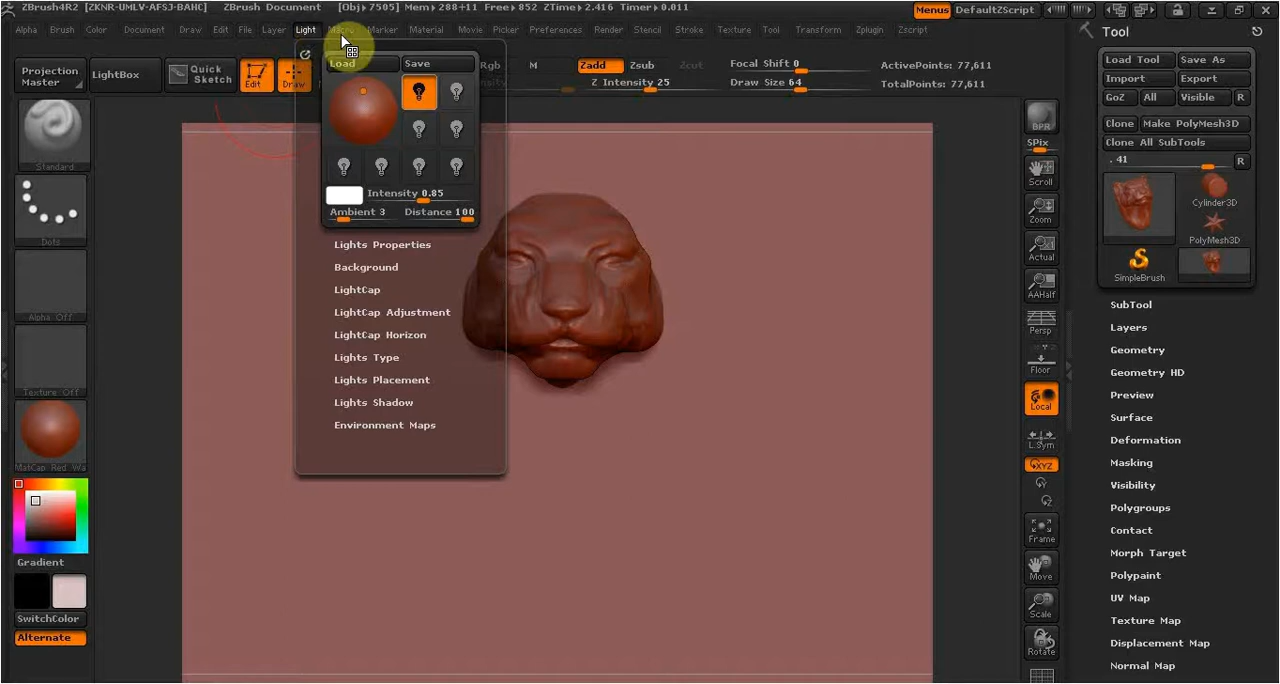 ZBrush4R2 [ZKNR-UMLV-AFSJ-BAHC] ZBrush Document [Obj▸ 7505] Mem▸288+11 Free▸852 ZTime▸2.416 Timer▸0.011 Menus DefaultZScript
Alpha Brush Color Document Draw Edit File Layer Light Macro Marker Material Movie Picker Preferences Render Stencil Stroke Texture Tool Transform Zplugin Zscript
Projection
Master
LightBox
Quick
Sketch
Edit
Draw
Rgb
M
Zadd
Zsub
Zcut
Z Intensity 25
Focal Shift 0
Draw Size 64
ActivePoints: 77,611
TotalPoints: 77,611
Load
Save
Intensity 0.85
Ambient 3
Distance 100
Lights Properties
Background
LightCap
LightCap Adjustment
LightCap Horizon
Lights Type
Lights Placement
Lights Shadow
Environment Maps
Standard
Dots
Alpha Off
Texture Off
MatCap Red Wa
Gradient
SwitchColor
Alternate
BPR
SPix
Scroll
Zoom
Actual
AAHalf
Persp
Floor
Local
L.Sym
XYZ
Y
Z
Frame
Move
Scale
Rotate
Tool
Load Tool
Save As
Import
Export
GoZ
All
Visible
R
Clone
Make PolyMesh3D
Clone All SubTools
. 41
R
Cylinder3D
PolyMesh3D
SimpleBrush
SubTool
Layers
Geometry
Geometry HD
Preview
Surface
Deformation
Masking
Visibility
Polygroups
Contact
Morph Target
Polypaint
UV Map
Texture Map
Displacement Map
Normal Map